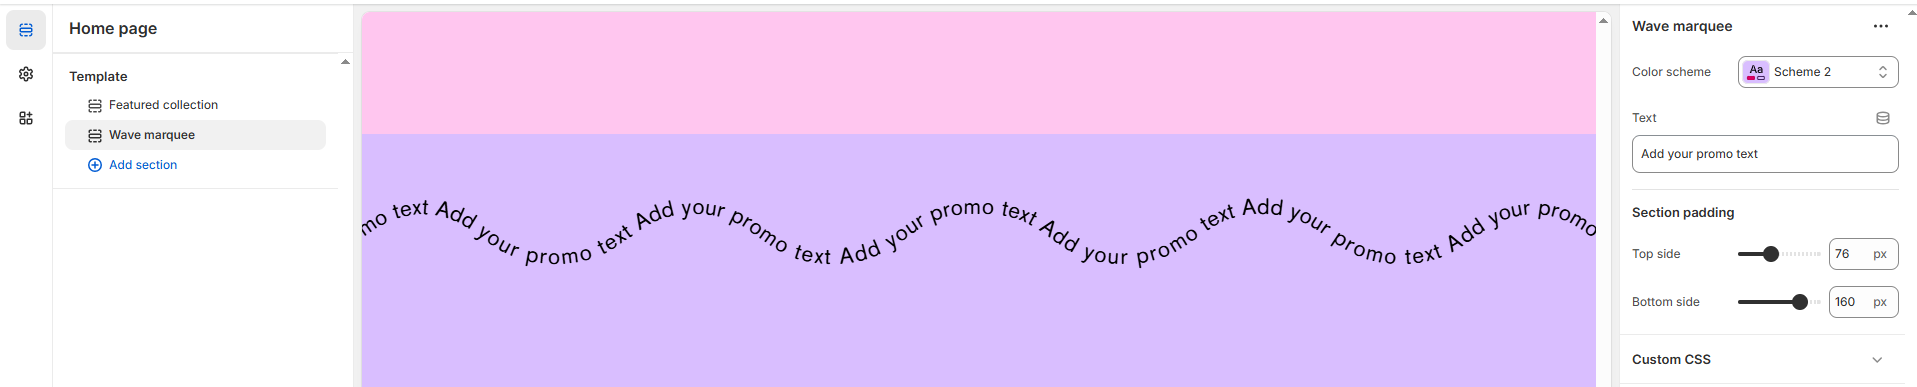 Home page
Template
Featured collection
Wave marquee
Add section
mo text Add your promo text Add your promo text Add your promo text Add your promo text Add your promo text Add your promo
Wave marquee
Color scheme
Aa
Scheme 2
Text
Add your promo text
Section padding
Top side
76 px
Bottom side
160 px
Custom CSS